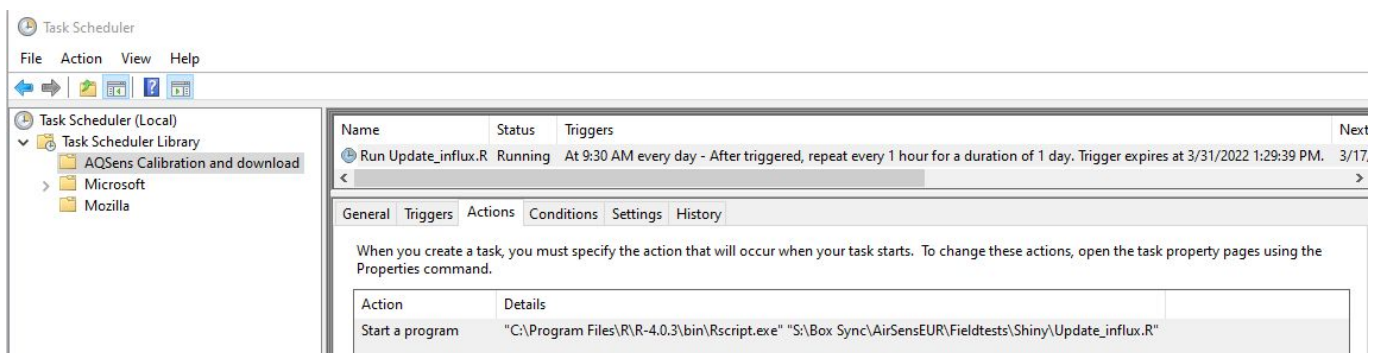 Task Scheduler
File Action View Help
Task Scheduler (Local)
Task Scheduler Library
AQSens Calibration and download
Microsoft
Mozilla
Name Status Triggers Next
Run Update_influx.R Running At 9:30 AM every day - After triggered, repeat every 1 hour for a duration of 1 day. Trigger expires at 3/31/2022 1:29:39 PM. 3/17,
General Triggers Actions Conditions Settings History
When you create a task, you must specify the action that will occur when your task starts. To change these actions, open the task property pages using the
Properties command.
Action Details
Start a program "C:\Program Files\R\R-4.0.3\bin\Rscript.exe" "S:\Box Sync\AirSensEUR\Fieldtests\Shiny\Update_influx.R"